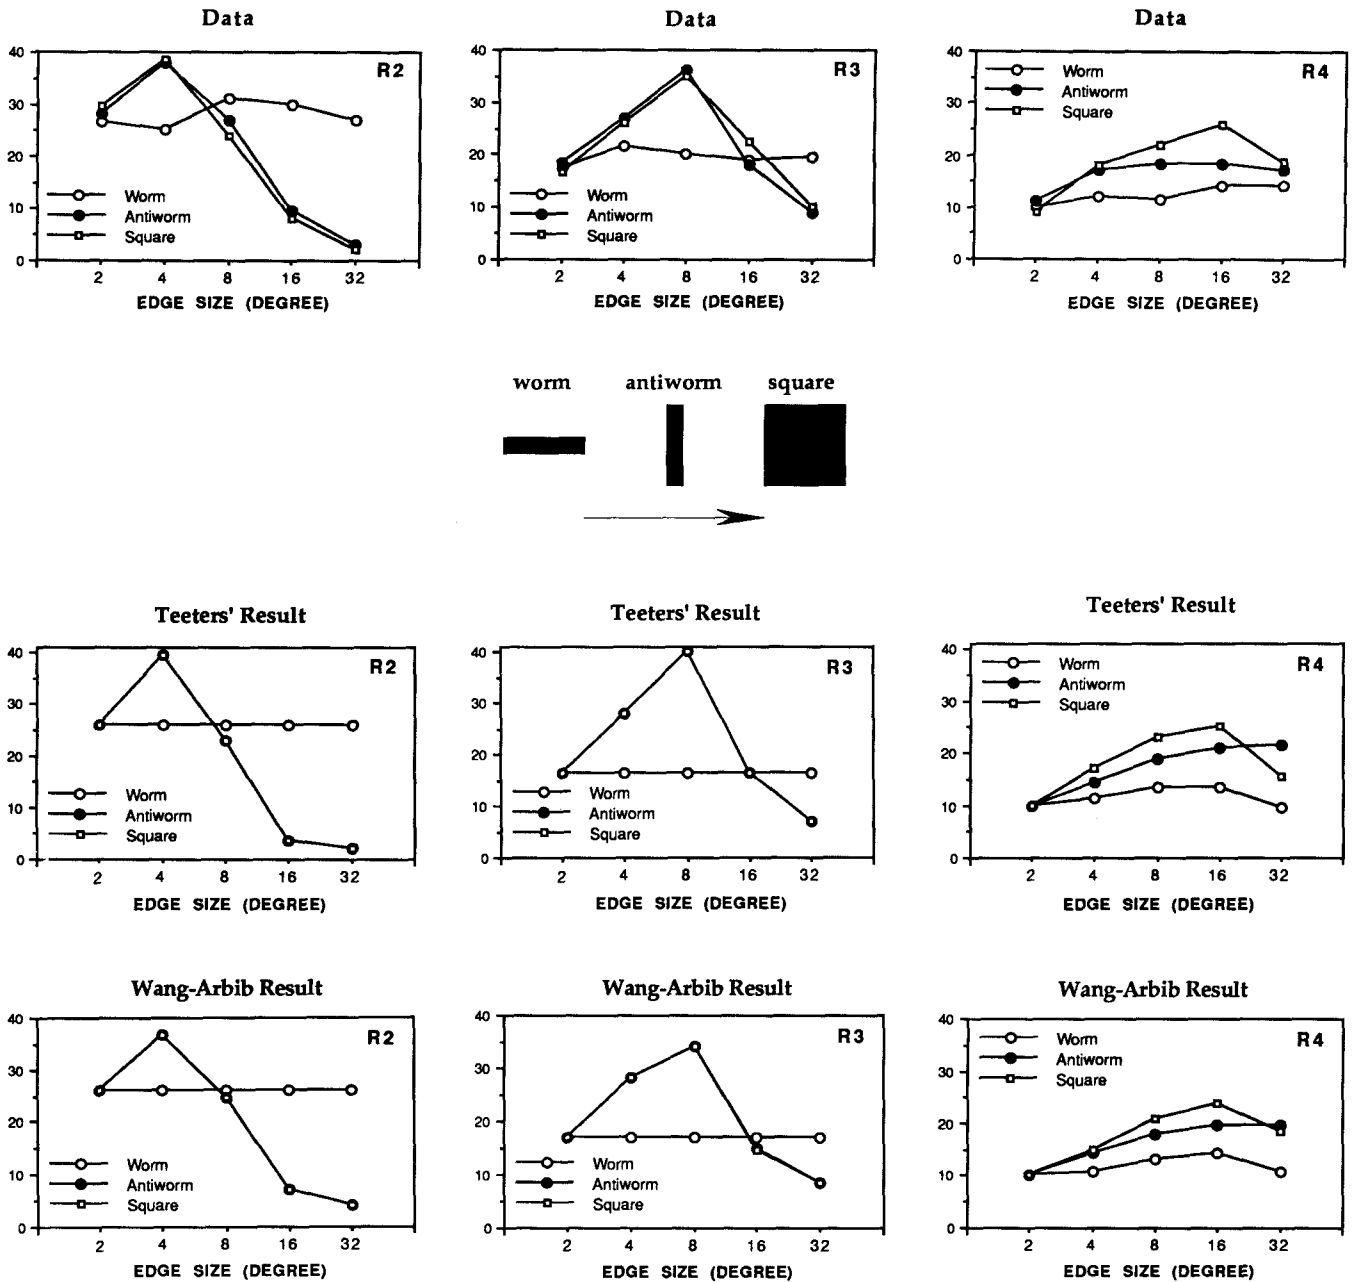 Data
R2
40
30
20
10
0
Worm
Antiworm
Square
2 4 8 16 32
EDGE SIZE (DEGREE)
Data
R3
40
30
20
10
0
Worm
Antiworm
Square
2 4 8 16 32
EDGE SIZE (DEGREE)
Data
R4
40
30
20
10
0
Worm
Antiworm
Square
2 4 8 16 32
EDGE SIZE (DEGREE)
worm antiworm square
Teeters' Result
R2
40
30
20
10
0
Worm
Antiworm
Square
2 4 8 16 32
EDGE SIZE (DEGREE)
Teeters' Result
R3
40
30
20
10
0
Worm
Antiworm
Square
2 4 8 16 32
EDGE SIZE (DEGREE)
Teeters' Result
R4
40
30
20
10
0
Worm
Antiworm
Square
2 4 8 16 32
EDGE SIZE (DEGREE)
Wang-Arbib Result
R2
40
30
20
10
0
Worm
Antiworm
Square
2 4 8 16 32
EDGE SIZE (DEGREE)
Wang-Arbib Result
R3
40
30
20
10
0
Worm
Antiworm
Square
2 4 8 16 32
EDGE SIZE (DEGREE)
Wang-Arbib Result
R4
40
30
20
10
0
Worm
Antiworm
Square
2 4 8 16 32
EDGE SIZE (DEGREE)